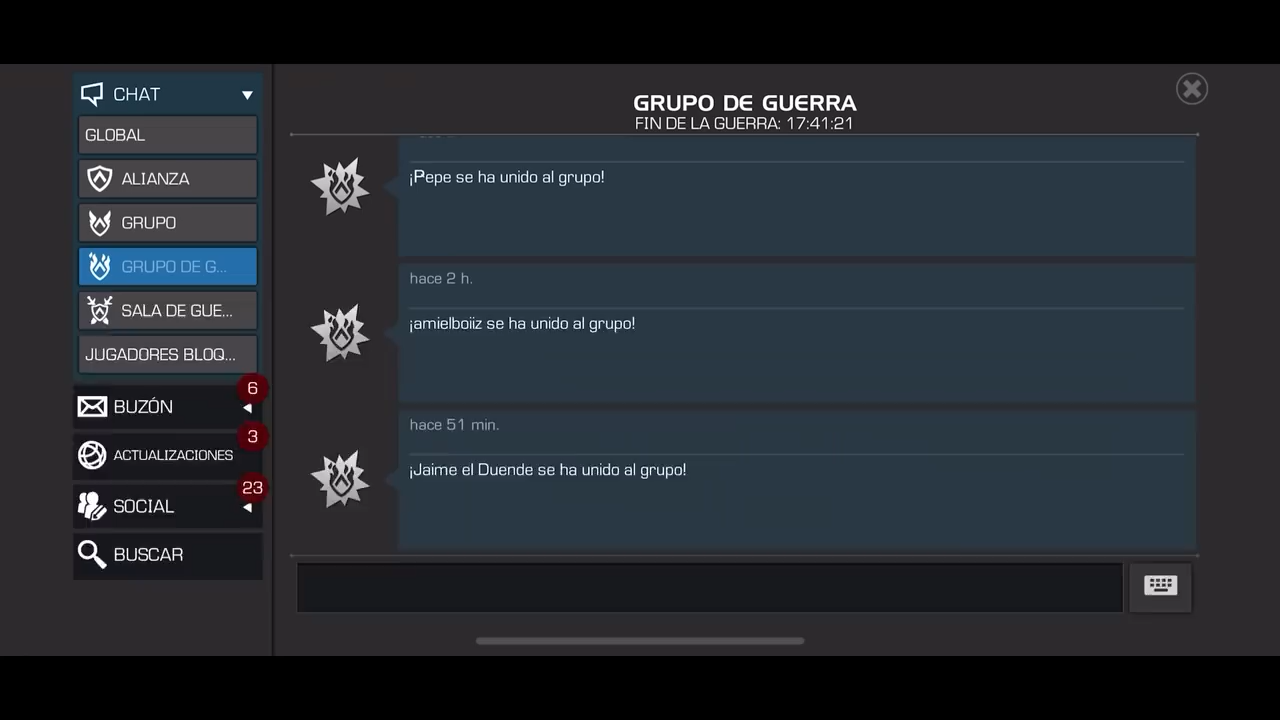 CHAT
GLOBAL
ALIANZA
GRUPO
GRUPO DE G...
SALA DE GUE...
JUGADORES BLOQ...
6
BUZÓN
3
ACTUALIZACIONES
23
SOCIAL
BUSCAR
GRUPO DE GUERRA
FIN DE LA GUERRA: 17:41:21
¡Pepe se ha unido al grupo!
hace 2 h.
¡amielboiiz se ha unido al grupo!
hace 51 min.
¡Jaime el Duende se ha unido al grupo!